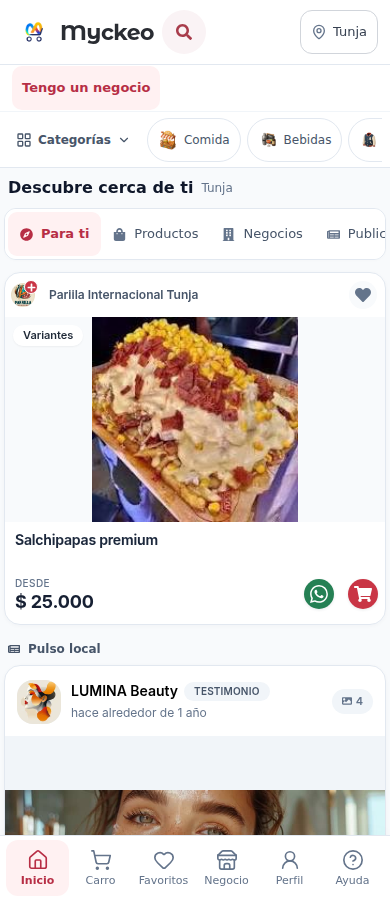 Myckeo
Tunja
Tengo un negocio
Categorías
Comida
Bebidas
Descubre cerca de ti Tunja
Para ti
Productos
Negocios
Public
Parilla Internacional Tunja
Variantes
Salchipapas premium
DESDE
$ 25.000
Pulso local
LUMINA Beauty TESTIMONIO
hace alrededor de 1 año
4
Inicio
Carro
Favoritos
Negocio
Perfil
Ayuda